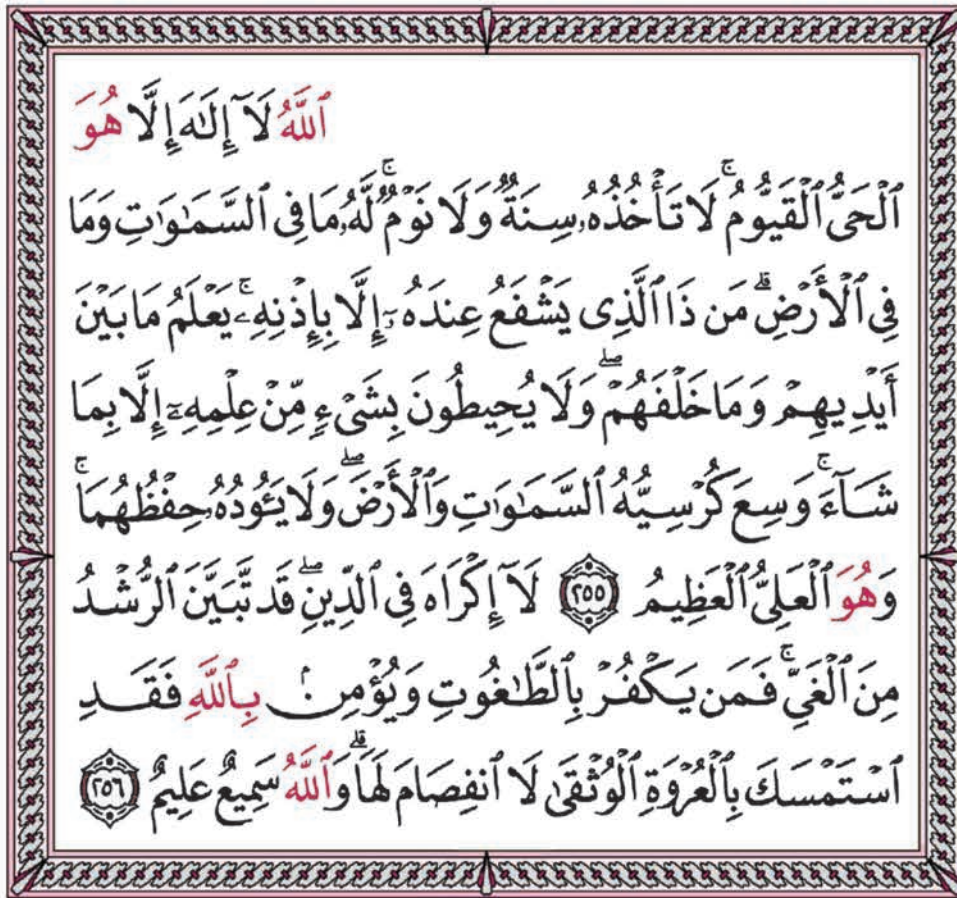 ٱللَّهُ لَآ إِلَٰهَ إِلَّا هُوَ
ٱلْحَىُّ ٱلْقَيُّومُ ۚ لَا تَأْخُذُهُۥ سِنَةٌ وَلَا نَوْمٌ ۚ لَّهُۥ مَا فِى ٱلسَّمَـٰوَٰتِ وَمَا
فِى ٱلْأَرْضِ ۗ مَن ذَا ٱلَّذِى يَشْفَعُ عِندَهُۥٓ إِلَّا بِإِذْنِهِۦ ۚ يَعْلَمُ مَا بَيْنَ
أَيْدِيهِمْ وَمَا خَلْفَهُمْ ۖ وَلَا يُحِيطُونَ بِشَىْءٍ مِّنْ عِلْمِهِۦٓ إِلَّا بِمَا
شَآءَ ۚ وَسِعَ كُرْسِيُّهُ ٱلسَّمَـٰوَٰتِ وَٱلْأَرْضَ ۖ وَلَا يَـُٔودُهُۥ حِفْظُهُمَا ۚ
وَهُوَ ٱلْعَلِىُّ ٱلْعَظِيمُ ٢٥٥ لَآ إِكْرَاهَ فِى ٱلدِّينِ ۖ قَد تَّبَيَّنَ ٱلرُّشْدُ
مِنَ ٱلْغَىِّ ۚ فَمَن يَكْفُرْ بِٱلطَّـٰغُوتِ وَيُؤْمِنۢ بِٱللَّهِ فَقَدِ
ٱسْتَمْسَكَ بِٱلْعُرْوَةِ ٱلْوُثْقَىٰ لَا ٱنفِصَامَ لَهَا ۗ وَٱللَّهُ سَمِيعٌ عَلِيمٌ ٢٥٦